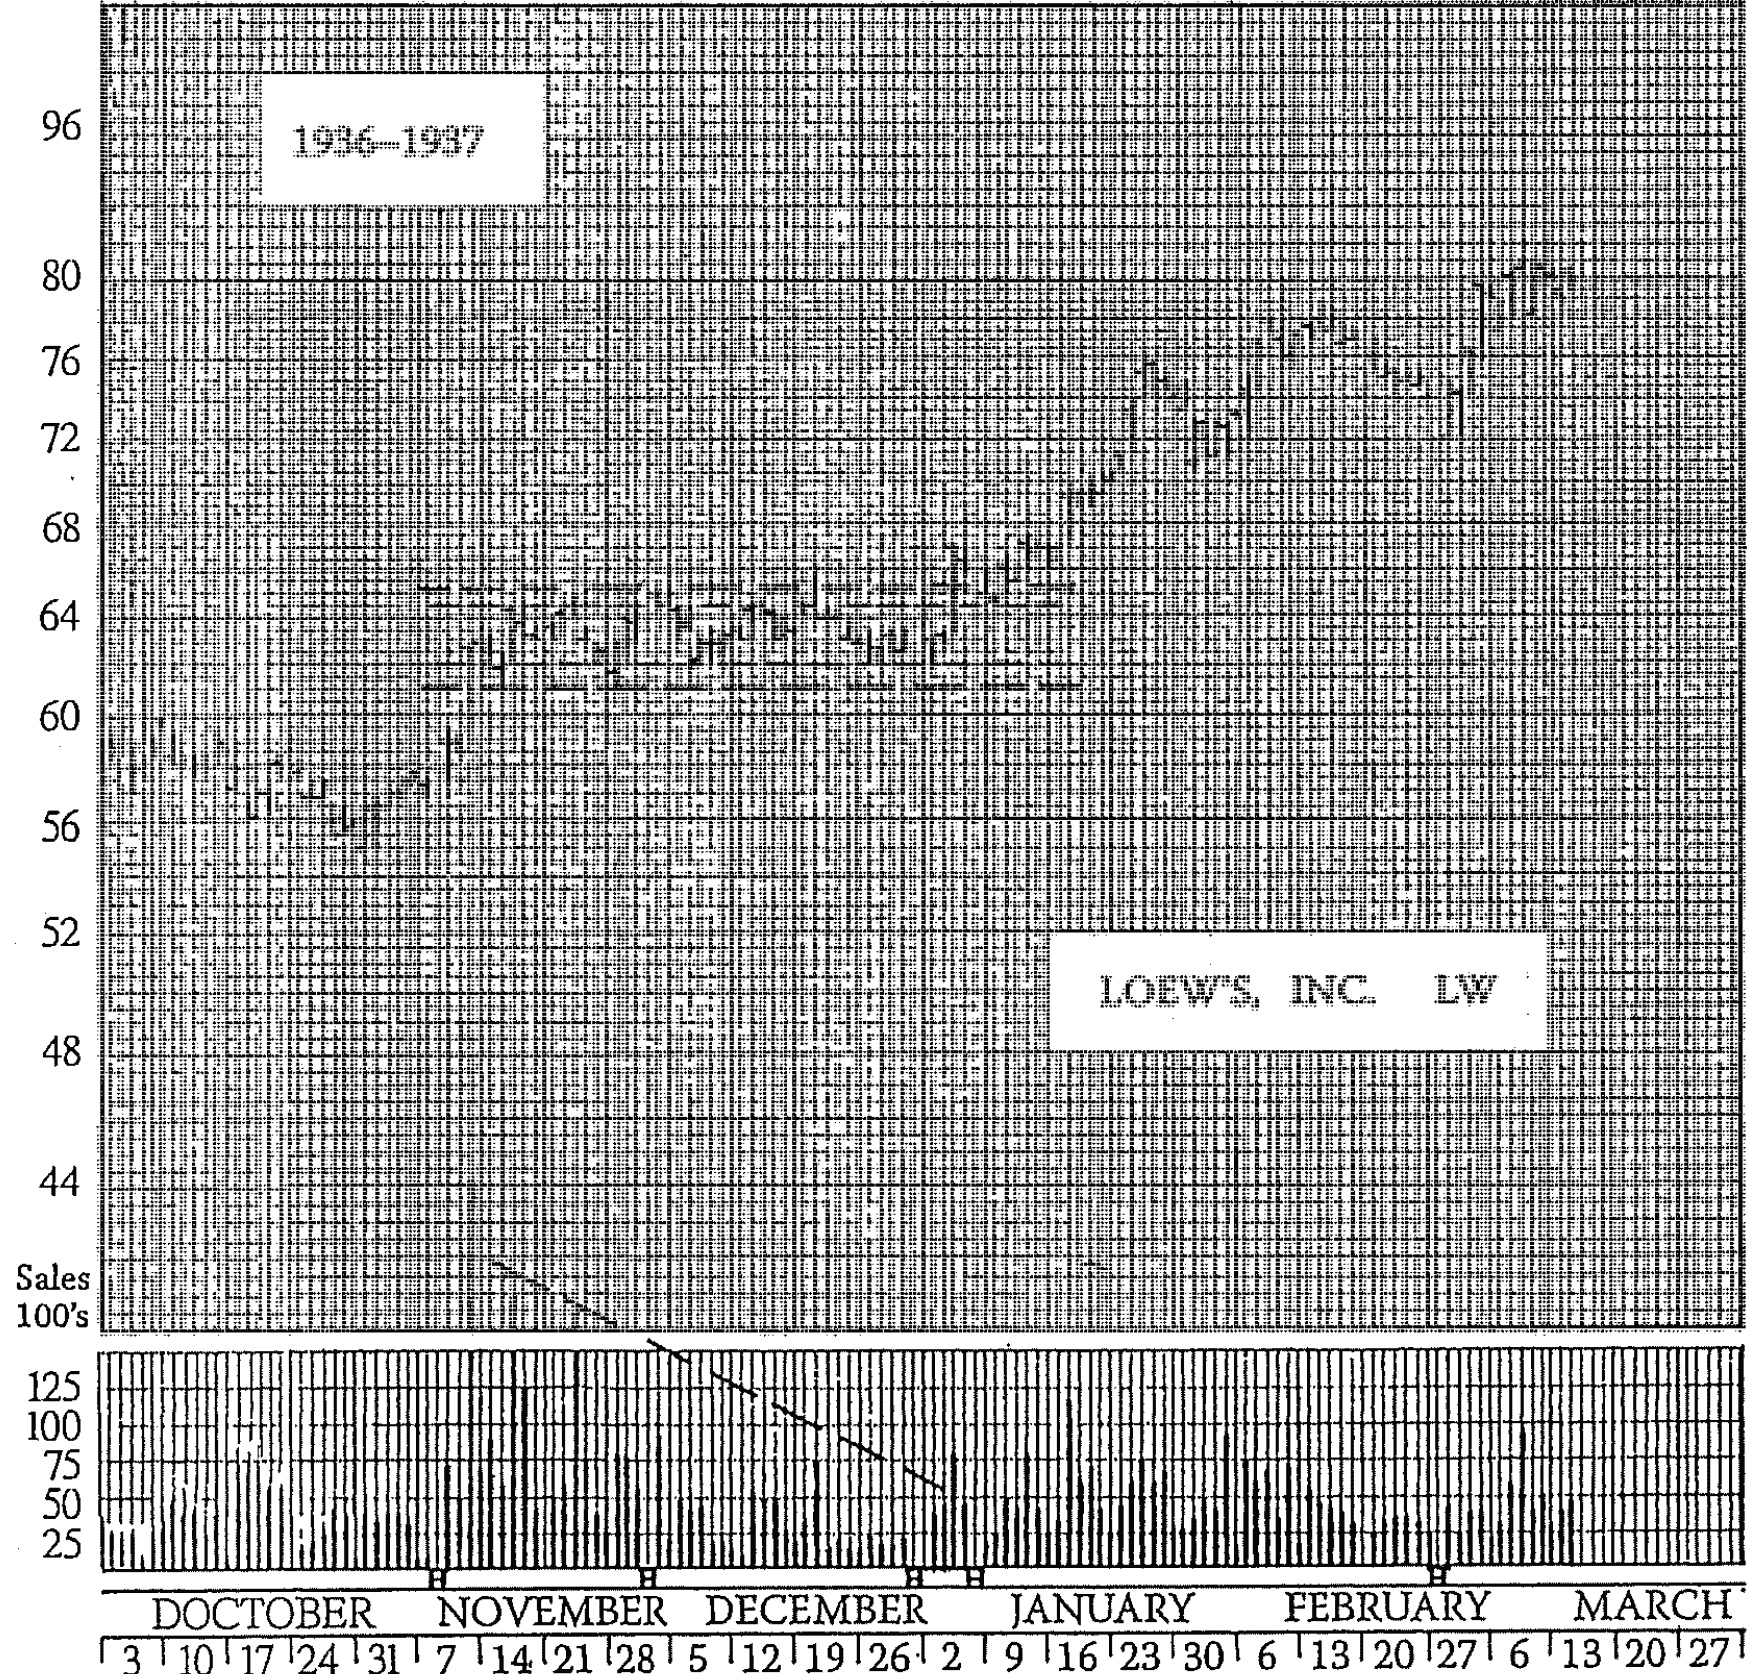 96
1936–1937
80
76
72
68
64
60
56
52
LOEW'S, INC. LW
48
44
Sales
100's
125
100
75
50
25
H H H H H
DOCTOBER NOVEMBER DECEMBER JANUARY FEBRUARY MARCH
3 10 17 24 31 7 14 21 28 5 12 19 26 2 9 16 23 30 6 13 20 27 6 13 20 27